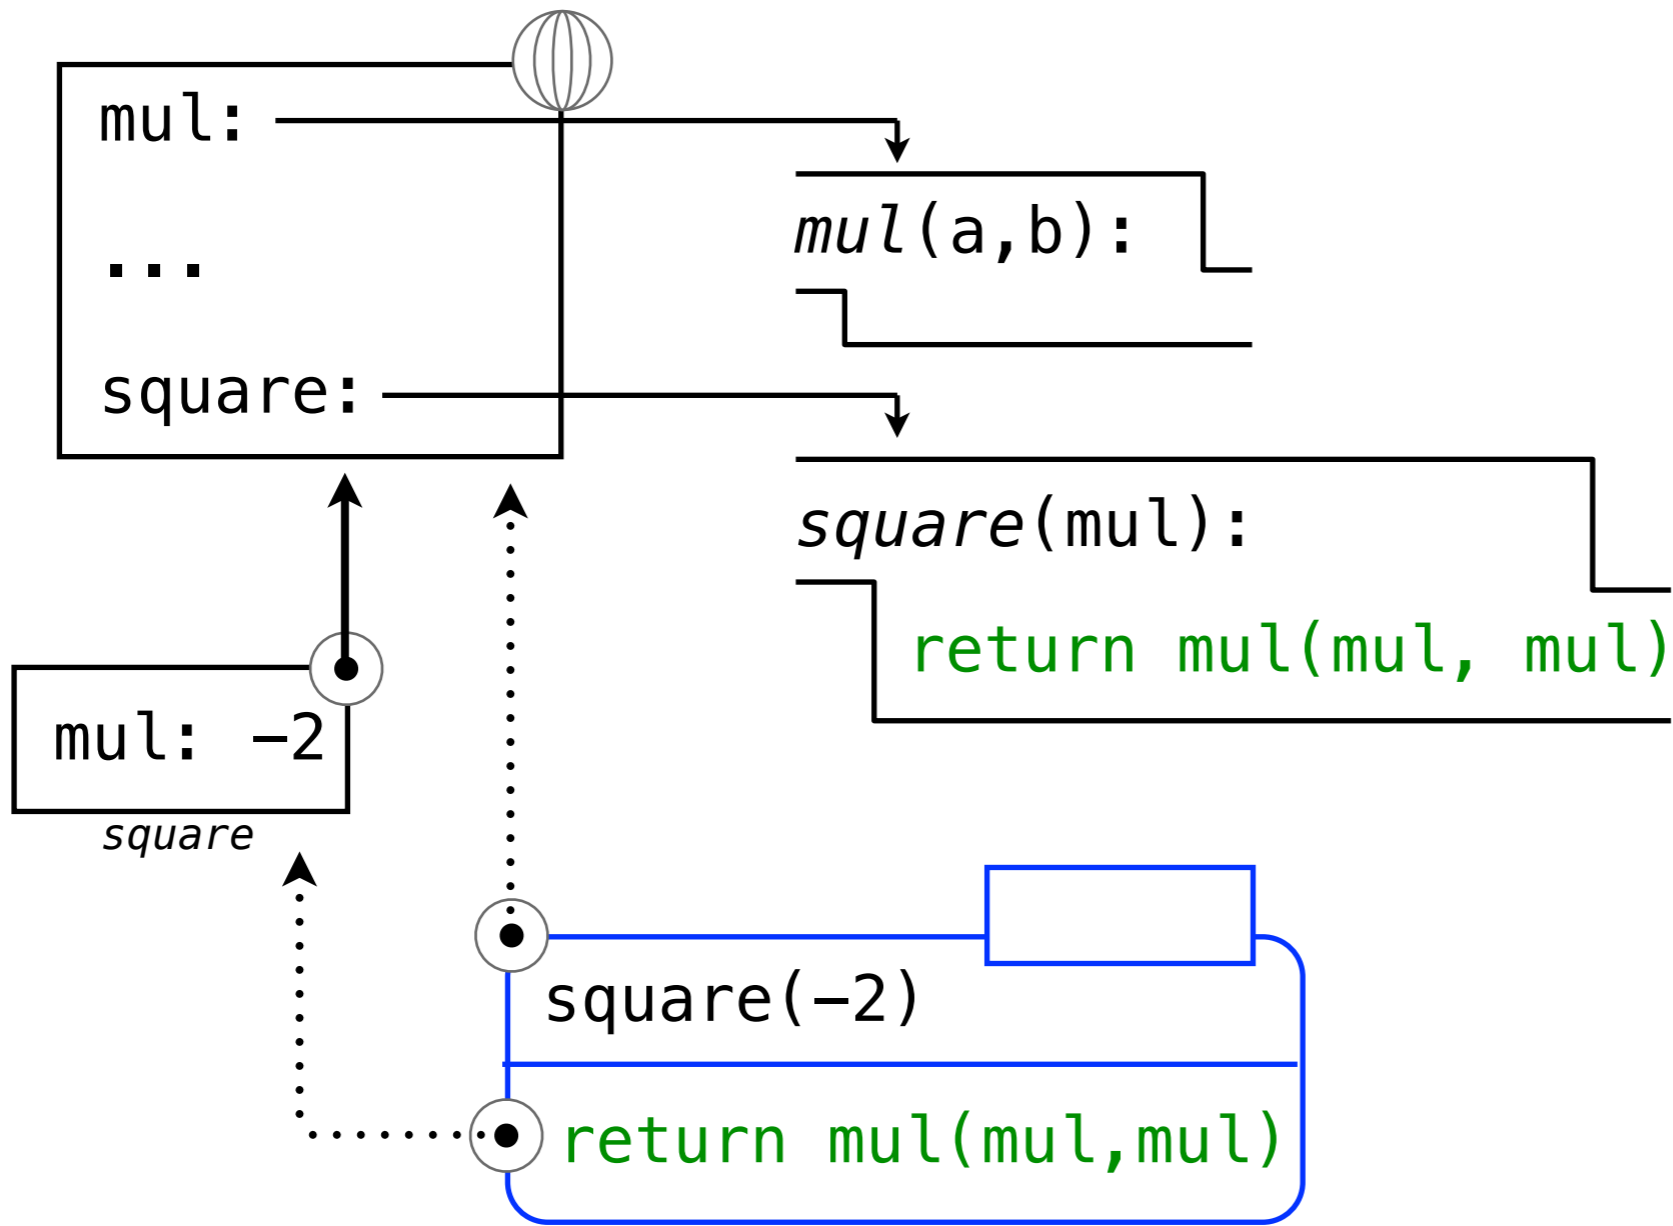 mul:
...
square:
mul(a,b):
square(mul):
return mul(mul, mul)
mul: −2
square
square(−2)
return mul(mul,mul)